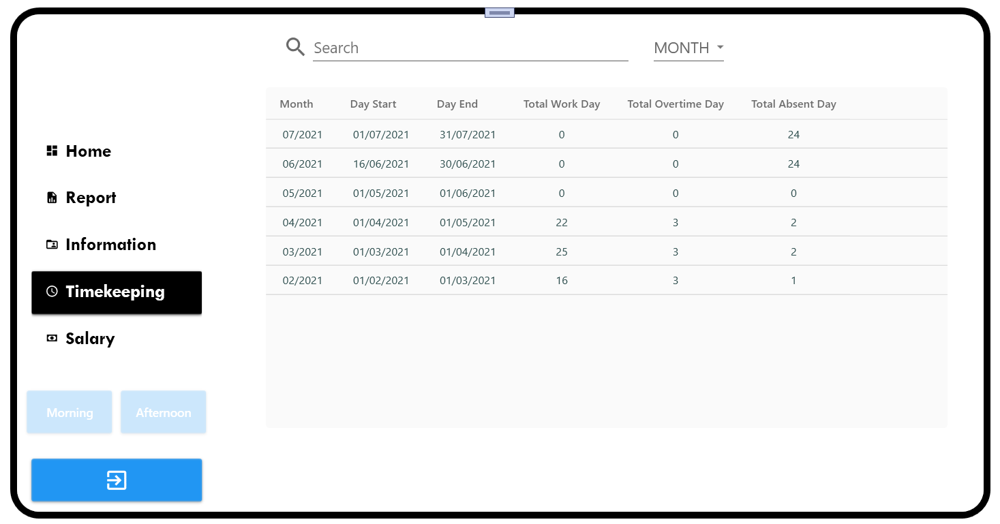 Search MONTH
Month Day Start Day End Total Work Day Total Overtime Day Total Absent Day
07/2021 01/07/2021 31/07/2021 0 0 24
06/2021 16/06/2021 30/06/2021 0 0 24
05/2021 01/05/2021 01/06/2021 0 0 0
04/2021 01/04/2021 01/05/2021 22 3 2
03/2021 01/03/2021 01/04/2021 25 3 2
02/2021 01/02/2021 01/03/2021 16 3 1
Home
Report
Information
Timekeeping
Salary
Morning Afternoon